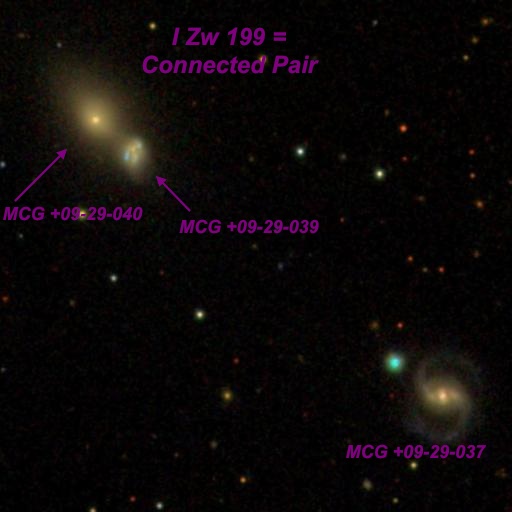 I Zw 199 =
Connected Pair
MCG +09-29-040
MCG +09-29-039
MCG +09-29-037